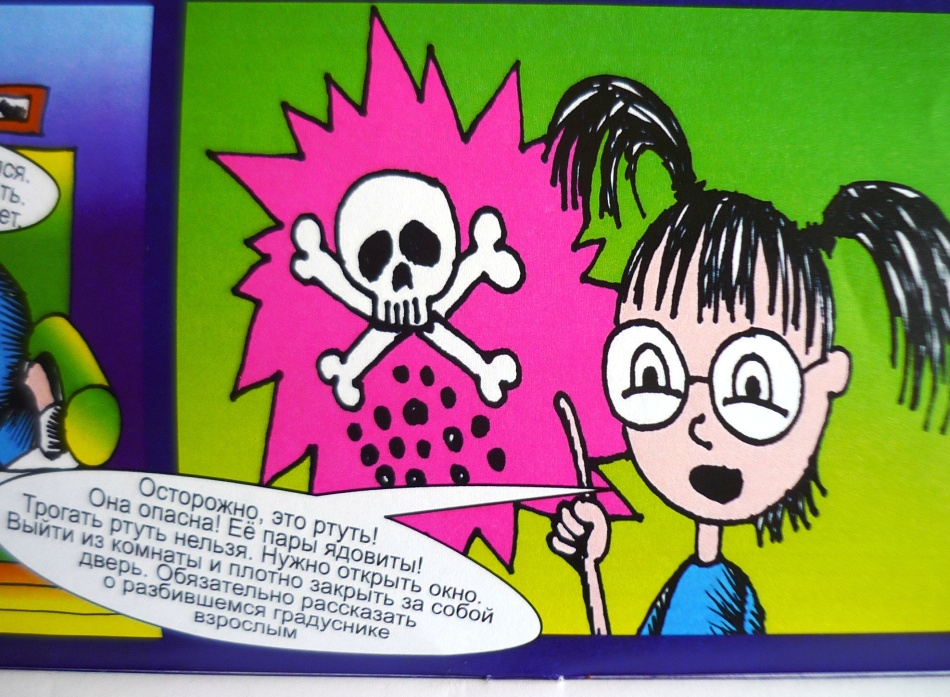 ся.
ть.
ет.
Осторожно, это ртуть!
Она опасна! Её пары ядовиты!
Трогать ртуть нельзя. Нужно открыть окно.
Выйти из комнаты и плотно закрыть за собой
дверь. Обязательно рассказать
о разбившемся градуснике
взрослым